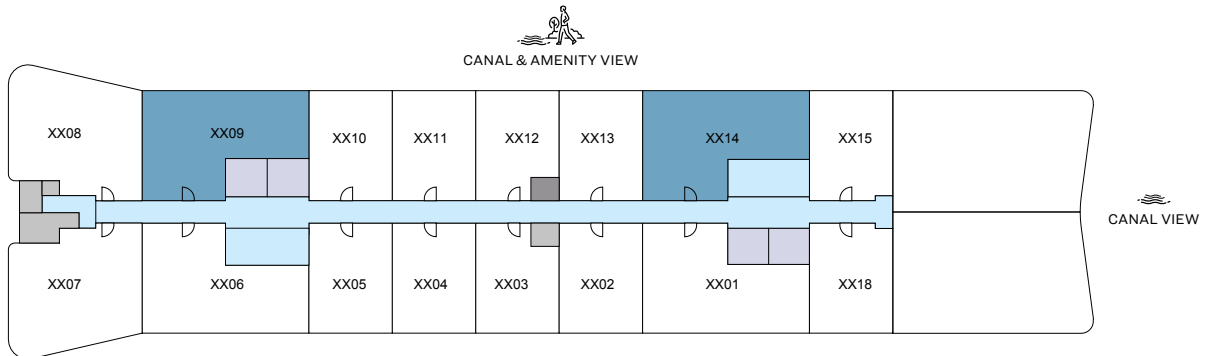 CANAL & AMENITY VIEW
XX08
XX09
XX10
XX11
XX12
XX13
XX14
XX15
CANAL VIEW
XX07
XX06
XX05
XX04
XX03
XX02
XX01
XX18